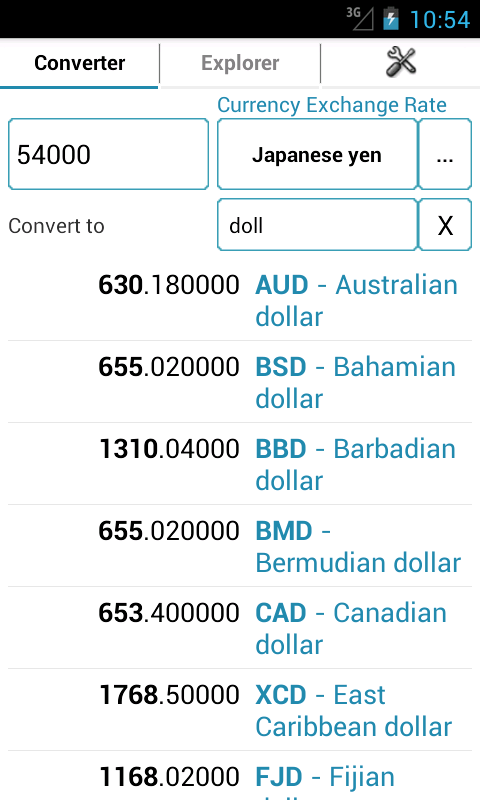 3G 10:54
Converter Explorer
Currency Exchange Rate
54000 Japanese yen ...
Convert to doll X
630.180000 AUD - Australian
dollar
655.020000 BSD - Bahamian
dollar
1310.04000 BBD - Barbadian
dollar
655.020000 BMD -
Bermudian dollar
653.400000 CAD - Canadian
dollar
1768.50000 XCD - East
Caribbean dollar
1168.02000 FJD - Fijian